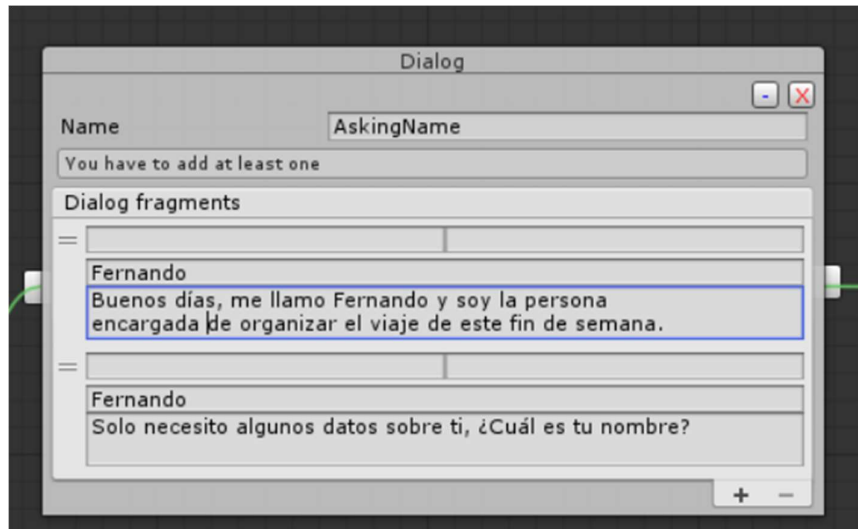 Dialog
- X
Name AskingName
You have to add at least one
Dialog fragments
Fernando
Buenos días, me llamo Fernando y soy la persona
encargada de organizar el viaje de este fin de semana.
Fernando
Solo necesito algunos datos sobre ti, ¿Cuál es tu nombre?
+ −